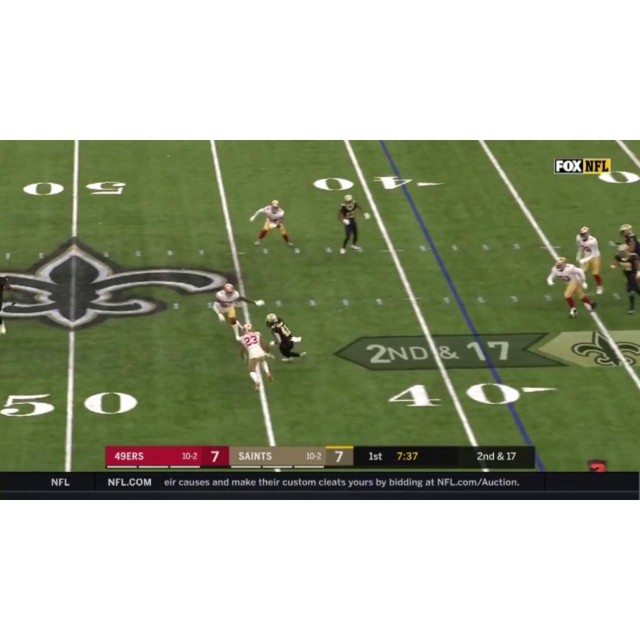 FOX NFL
50
40
23
2ND & 17
50
40
49ERS 10-2 7 SAINTS 10-2 7 1st 7:37 2nd & 17
NFL NFL.COM eir causes and make their custom cleats yours by bidding at NFL.com/Auction.